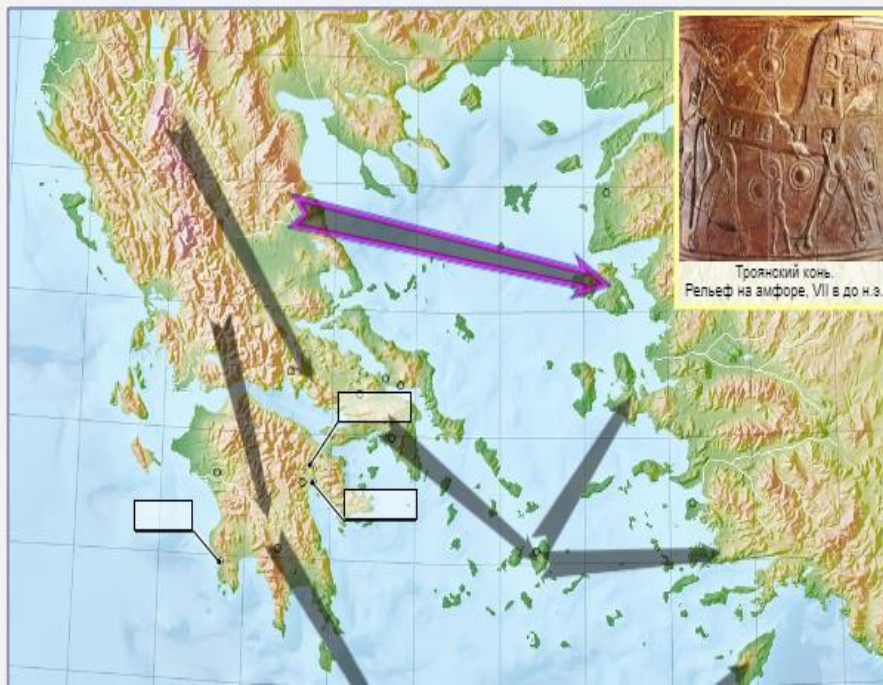 Троянский конь.
Рельеф на амфоре, VII в до н.э.